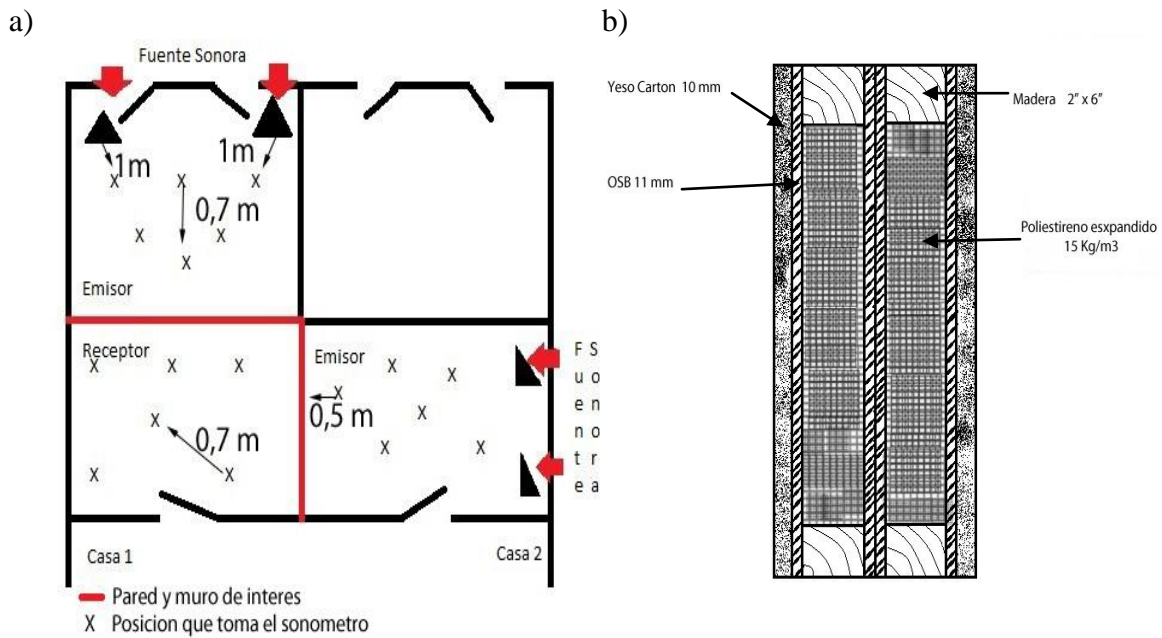 a)
Fuente Sonora
1m
1m
0,7 m
Emisor
Receptor
0,7 m
Emisor
0,5 m
F S
u o
e n
n o
t r
e a
Casa 1
Casa 2
Pared y muro de interes
X Posicion que toma el sonometro
b)
Yeso Carton 10 mm
Madera 2" x 6"
OSB 11 mm
Poliestireno esxpandido
15 Kg/m3